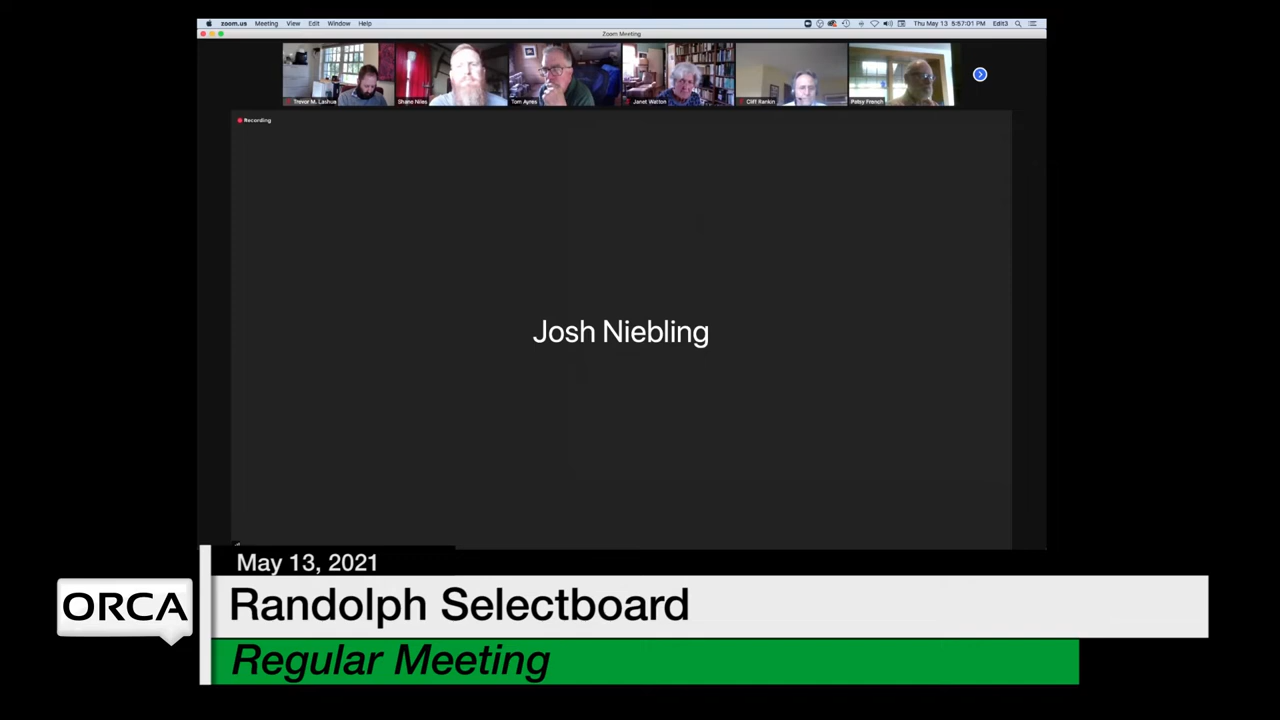 zoom.us Meeting View Edit Window Help Thu May 13 5:57:01 PM Edit3
Zoom Meeting
Trevor M. Lashua Shane Niles Tom Ayres Janet Watton Cliff Rankin Patsy French
Recording
Josh Niebling
May 13, 2021
ORCA
Randolph Selectboard
Regular Meeting